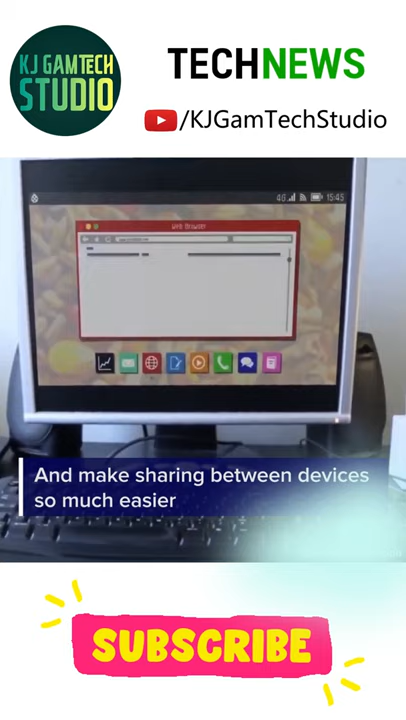 KJ GAMTECH
STUDIO
TECHNEWS
/KJGamTechStudio
4G 15:45
Web Browser
And make sharing between devices
so much easier
SUBSCRIBE